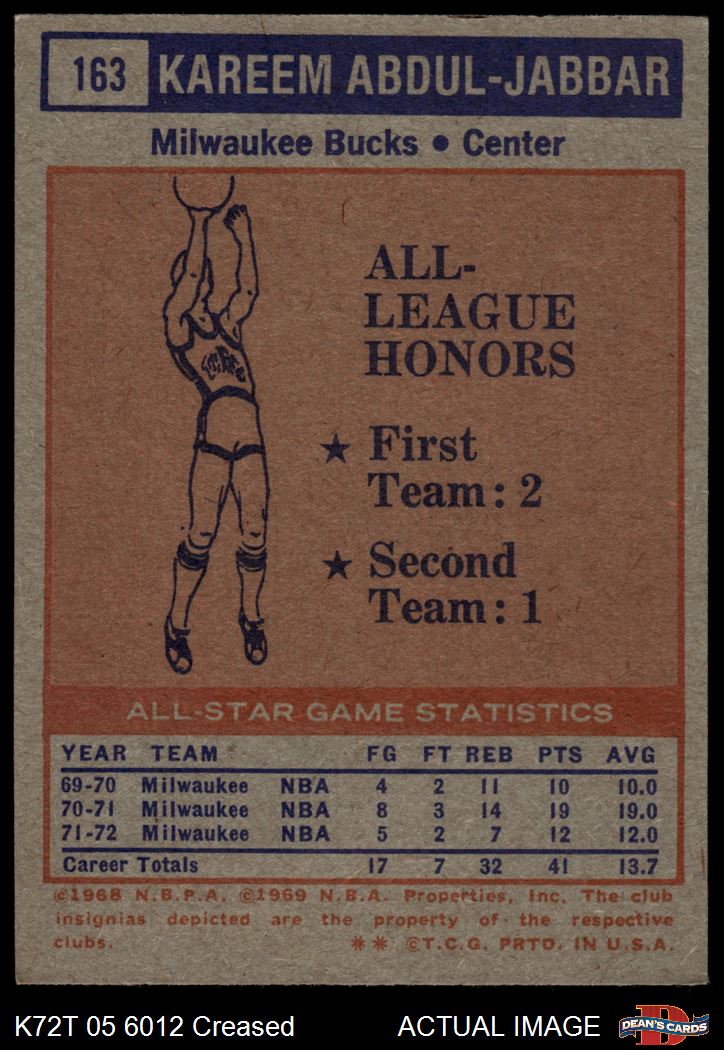 163 KAREEM ABDUL-JABBAR
Milwaukee Bucks • Center
ALL-
LEAGUE
HONORS
★ First
Team: 2
★ Second
Team: 1
ALL-STAR GAME STATISTICS
YEAR TEAM FG FT REB PTS AVG
69-70 Milwaukee NBA 4 2 11 10 10.0
70-71 Milwaukee NBA 8 3 14 19 19.0
71-72 Milwaukee NBA 5 2 7 12 12.0
Career Totals 17 7 32 41 13.7
©1968 N.B.P.A. ©1969 N.B.A. Properties, Inc. The club
insignias depicted are the property of the respective
clubs. ** ©T.C.G. PRTD. IN U.S.A.
K72T 05 6012 Creased ACTUAL IMAGE DEAN'S CARDS